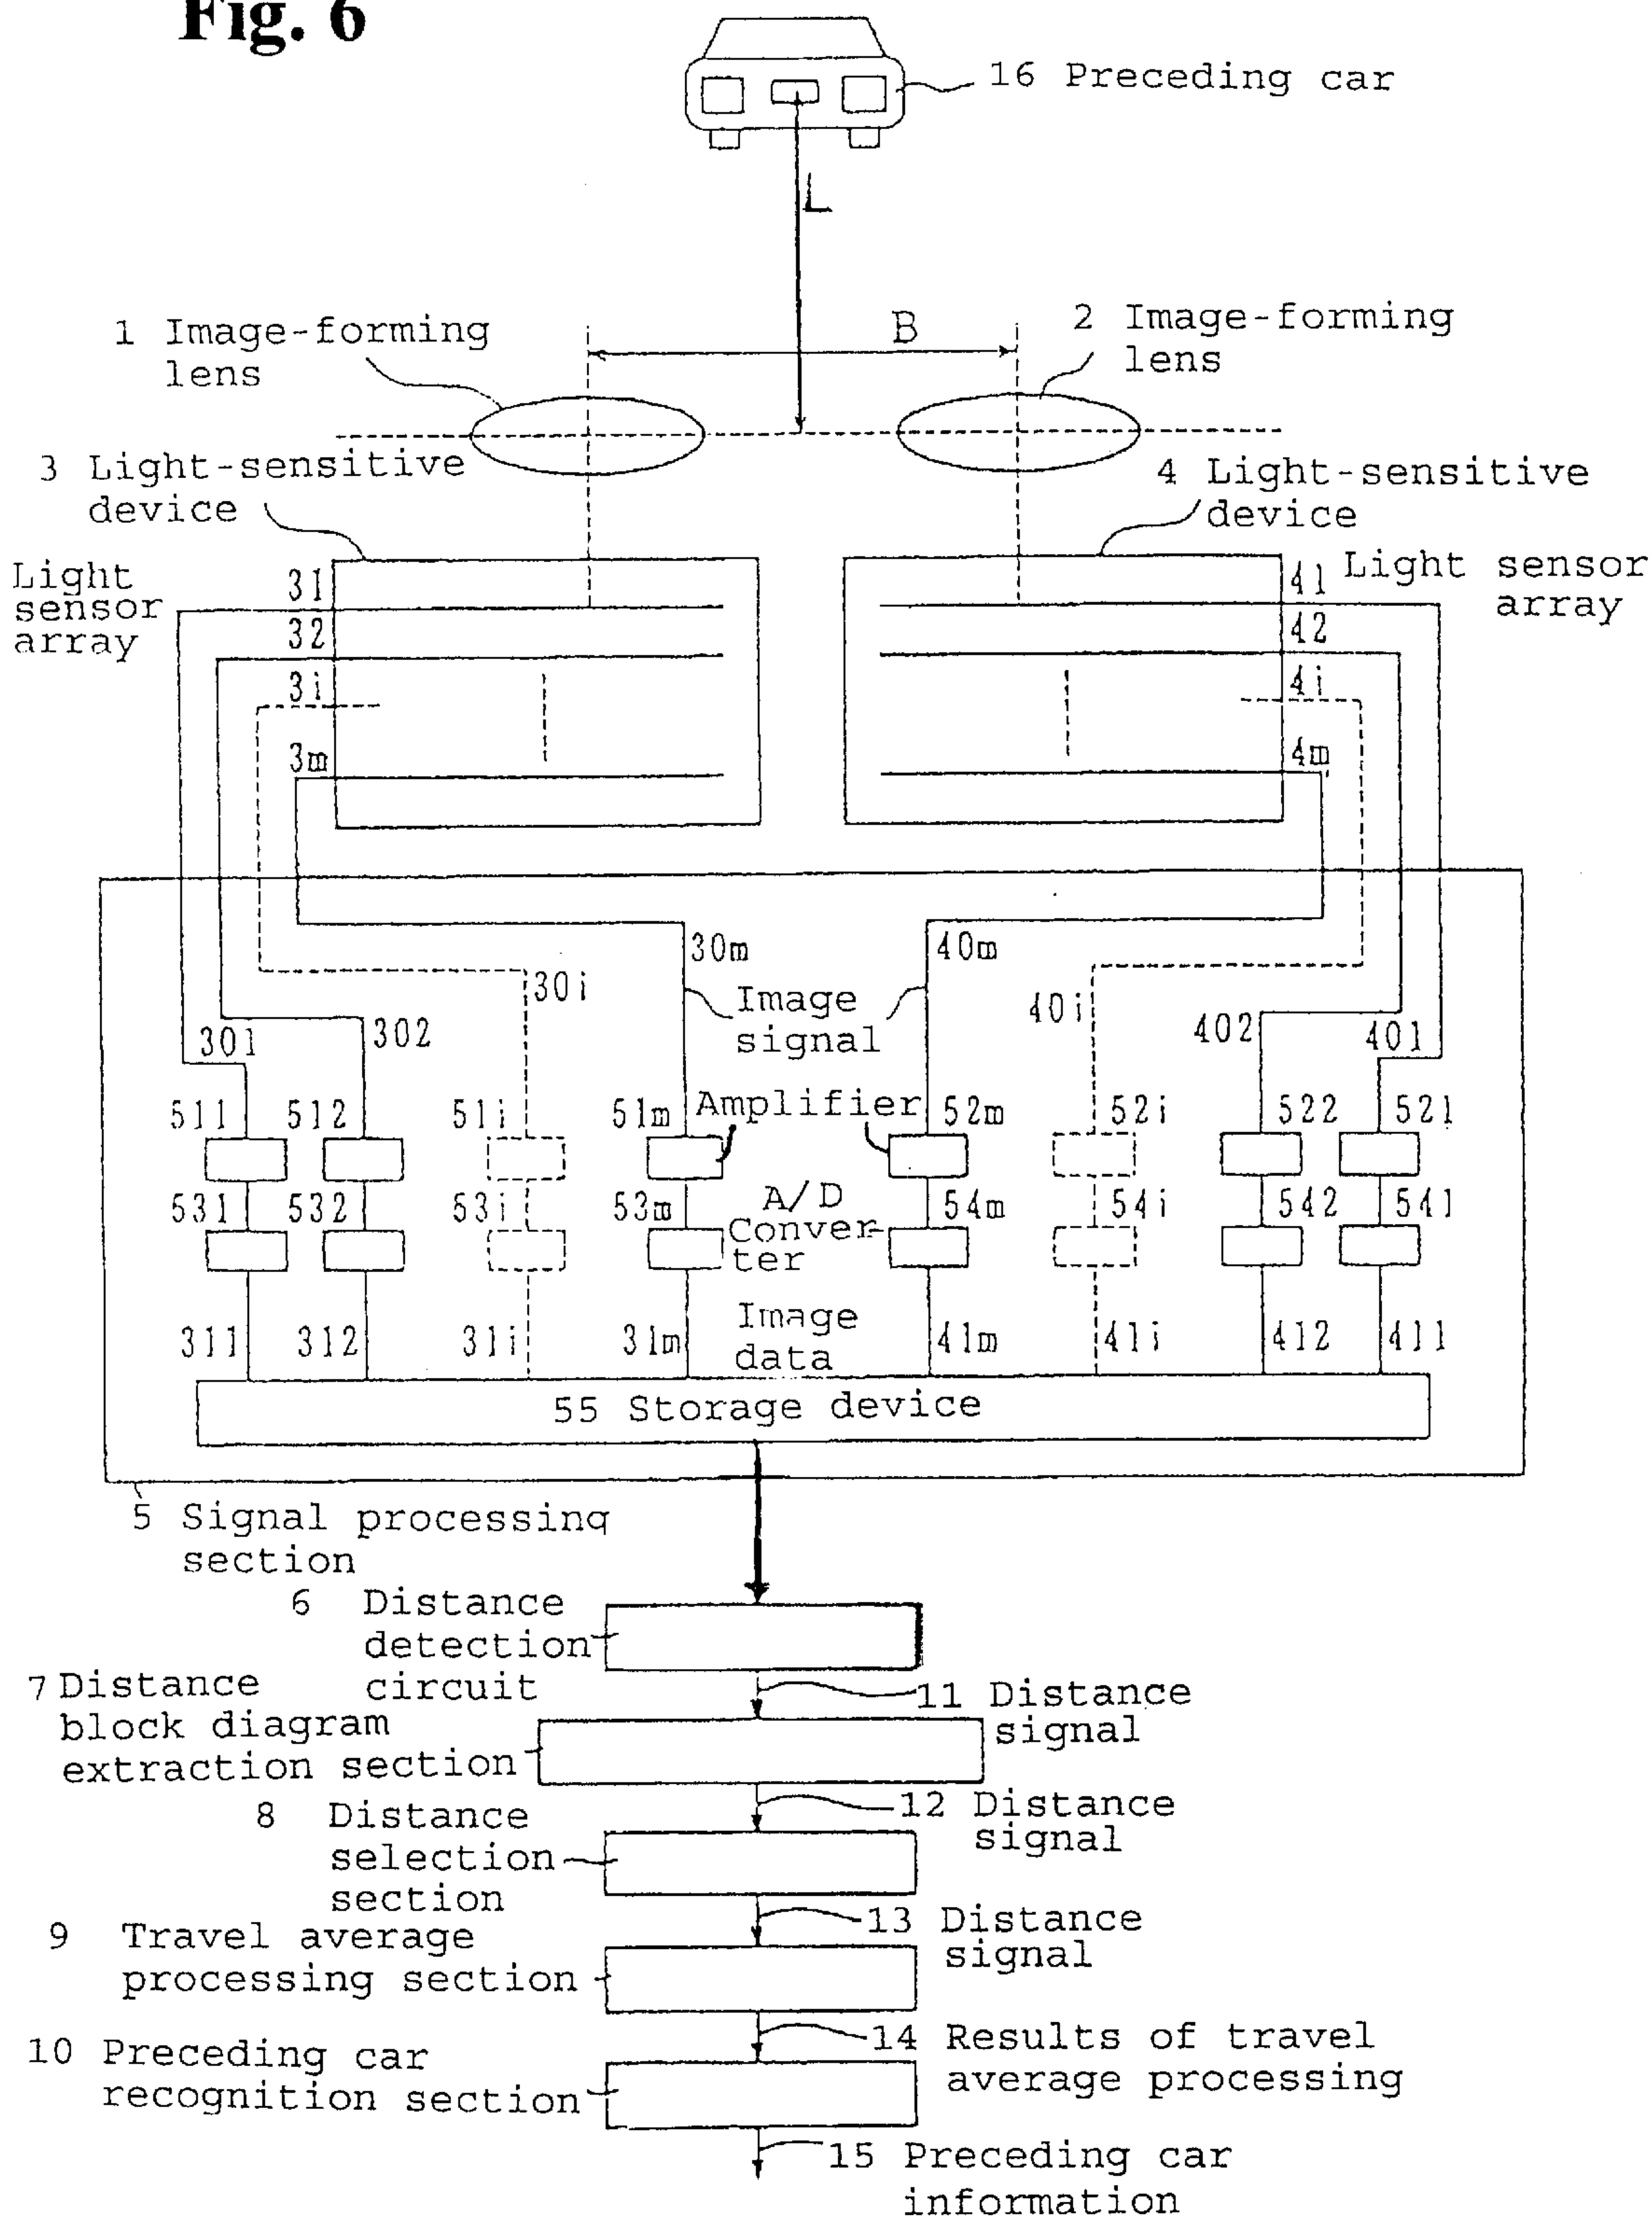 Fig. 6
16 Preceding car
L
B
1 Image-forming
lens
2 Image-forming
lens
3 Light-sensitive
device
4 Light-sensitive
device
Light
sensor
array
31
32
3i
3m
41
42
4i
4m
Light sensor
array
30m
40m
30i
40i
Image
signal
301
302
402
401
511
512
51i
51m
Amplifier
52m
52i
522
521
531
532
53i
53m
A/D
Conver-
ter
54m
54i
542
541
311
312
31i
31m
Image
data
41m
41i
412
411
55 Storage device
5 Signal processing
section
6 Distance
detection
circuit
7 Distance
block diagram
extraction section
11 Distance
signal
12 Distance
signal
8 Distance
selection
section
13 Distance
signal
9 Travel average
processing section
14 Results of travel
average processing
10 Preceding car
recognition section
15 Preceding car
information